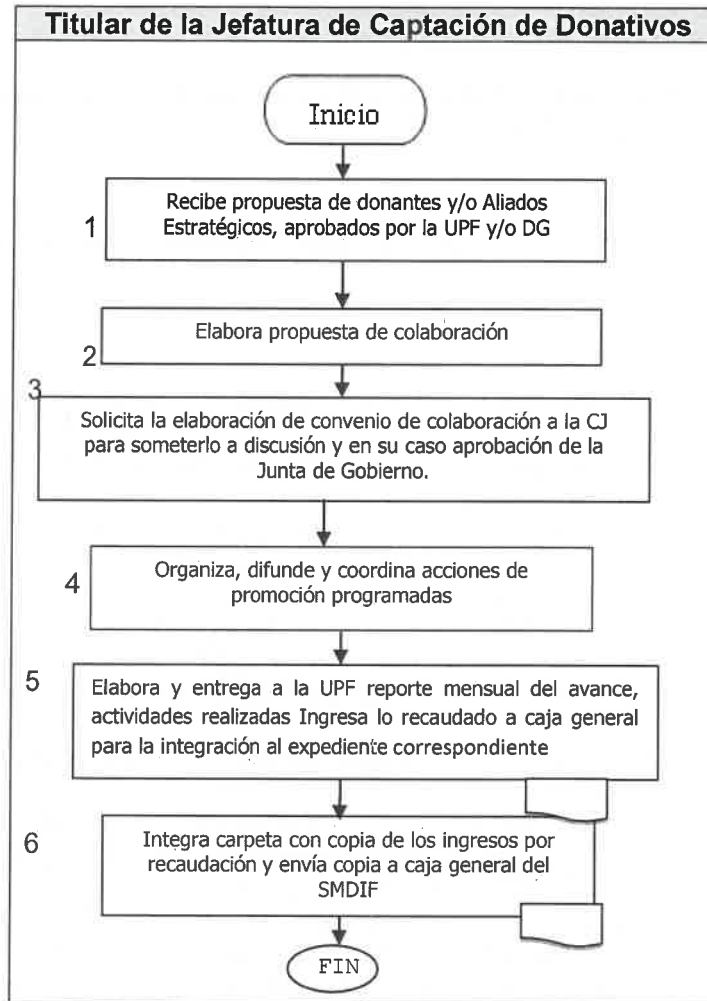 Titular de la Jefatura de Captación de Donativos
Inicio
1
Recibe propuesta de donantes y/o Aliados
Estratégicos, aprobados por la UPF y/o DG
2
Elabora propuesta de colaboración
3
Solicita la elaboración de convenio de colaboración a la CJ
para someterlo a discusión y en su caso aprobación de la
Junta de Gobierno.
4
Organiza, difunde y coordina acciones de
promoción programadas
5
Elabora y entrega a la UPF reporte mensual del avance,
actividades realizadas Ingresa lo recaudado a caja general
para la integración al expediente correspondiente
6
Integra carpeta con copia de los ingresos por
recaudación y envía copia a caja general del
SMDIF
FIN